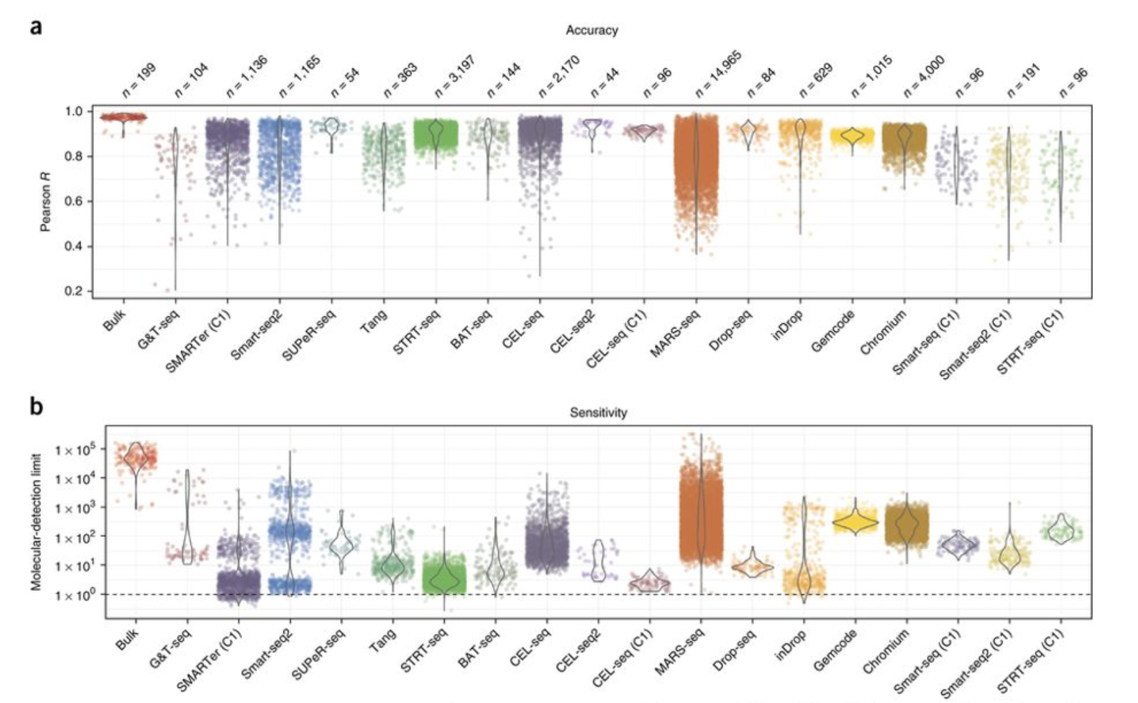 a
Accuracy
n = 199
n = 104
n = 1,136
n = 1,165
n = 54
n = 363
n = 3,197
n = 144
n = 2,170
n = 44
n = 96
n = 14,965
n = 84
n = 629
n = 1,015
n = 4,000
n = 96
n = 191
n = 96
Pearson R
1.0
0.8
0.6
0.4
0.2
Bulk
G&T-seq
SMARTer (C1)
Smart-seq2
SUPeR-seq
Tang
STRT-seq
BAT-seq
CEL-seq
CEL-seq2
CEL-seq (C1)
MARS-seq
Drop-seq
inDrop
Gemcode
Chromium
Smart-seq (C1)
Smart-seq2 (C1)
STRT-seq (C1)
b
Sensitivity
Molecular-detection limit
1 × 10⁵
1 × 10⁴
1 × 10³
1 × 10²
1 × 10¹
1 × 10⁰
Bulk
G&T-seq
SMARTer (C1)
Smart-seq2
SUPeR-seq
Tang
STRT-seq
BAT-seq
CEL-seq
CEL-seq2
CEL-seq (C1)
MARS-seq
Drop-seq
inDrop
Gemcode
Chromium
Smart-seq (C1)
Smart-seq2 (C1)
STRT-seq (C1)